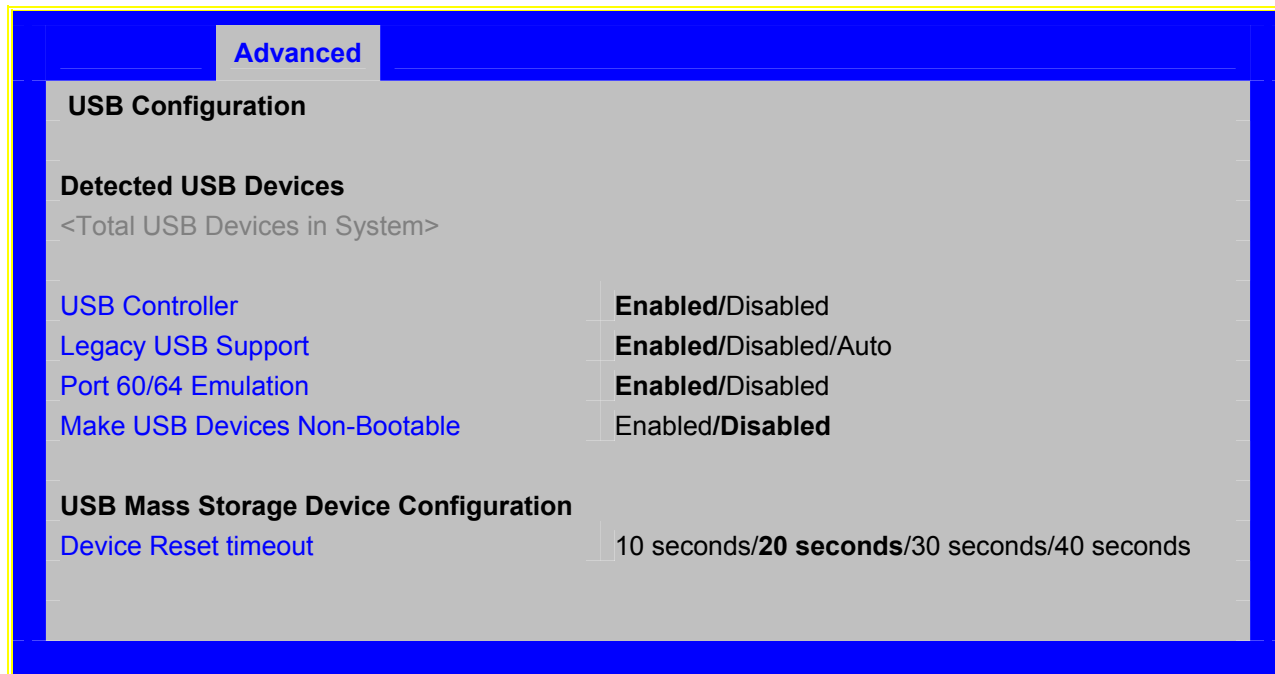 Advanced
USB Configuration
Detected USB Devices
<Total USB Devices in System>
USB Controller Enabled/Disabled
Legacy USB Support Enabled/Disabled/Auto
Port 60/64 Emulation Enabled/Disabled
Make USB Devices Non-Bootable Enabled/Disabled
USB Mass Storage Device Configuration
Device Reset timeout 10 seconds/20 seconds/30 seconds/40 seconds